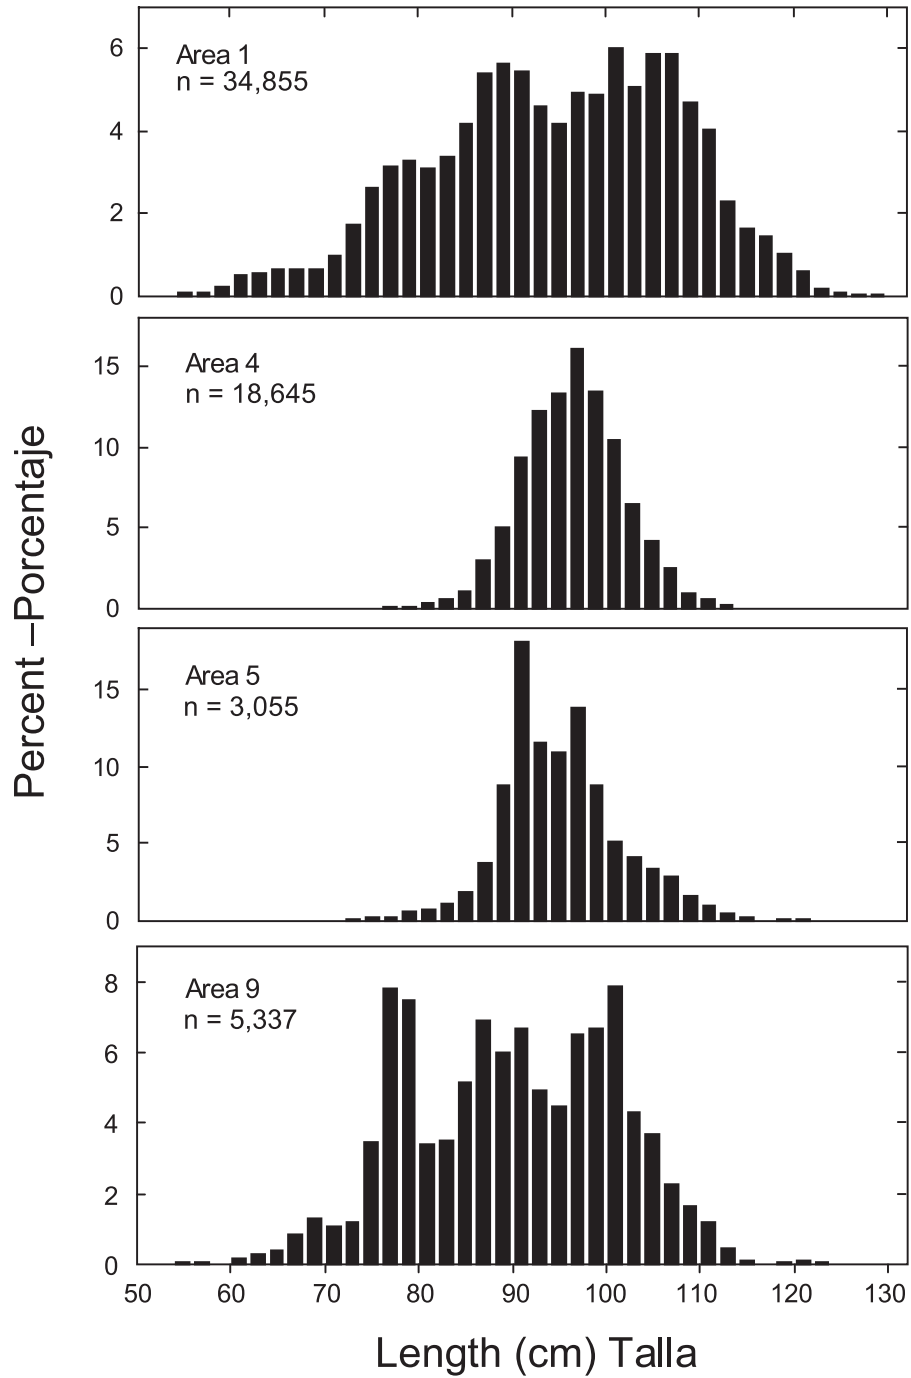 Area 1
n = 34,855
6
4
2
0
Area 4
n = 18,645
15
10
5
0
Percent –Porcentaje
Area 5
n = 3,055
15
10
5
0
Area 9
n = 5,337
8
6
4
2
0
50 60 70 80 90 100 110 120 130
Length (cm) Talla